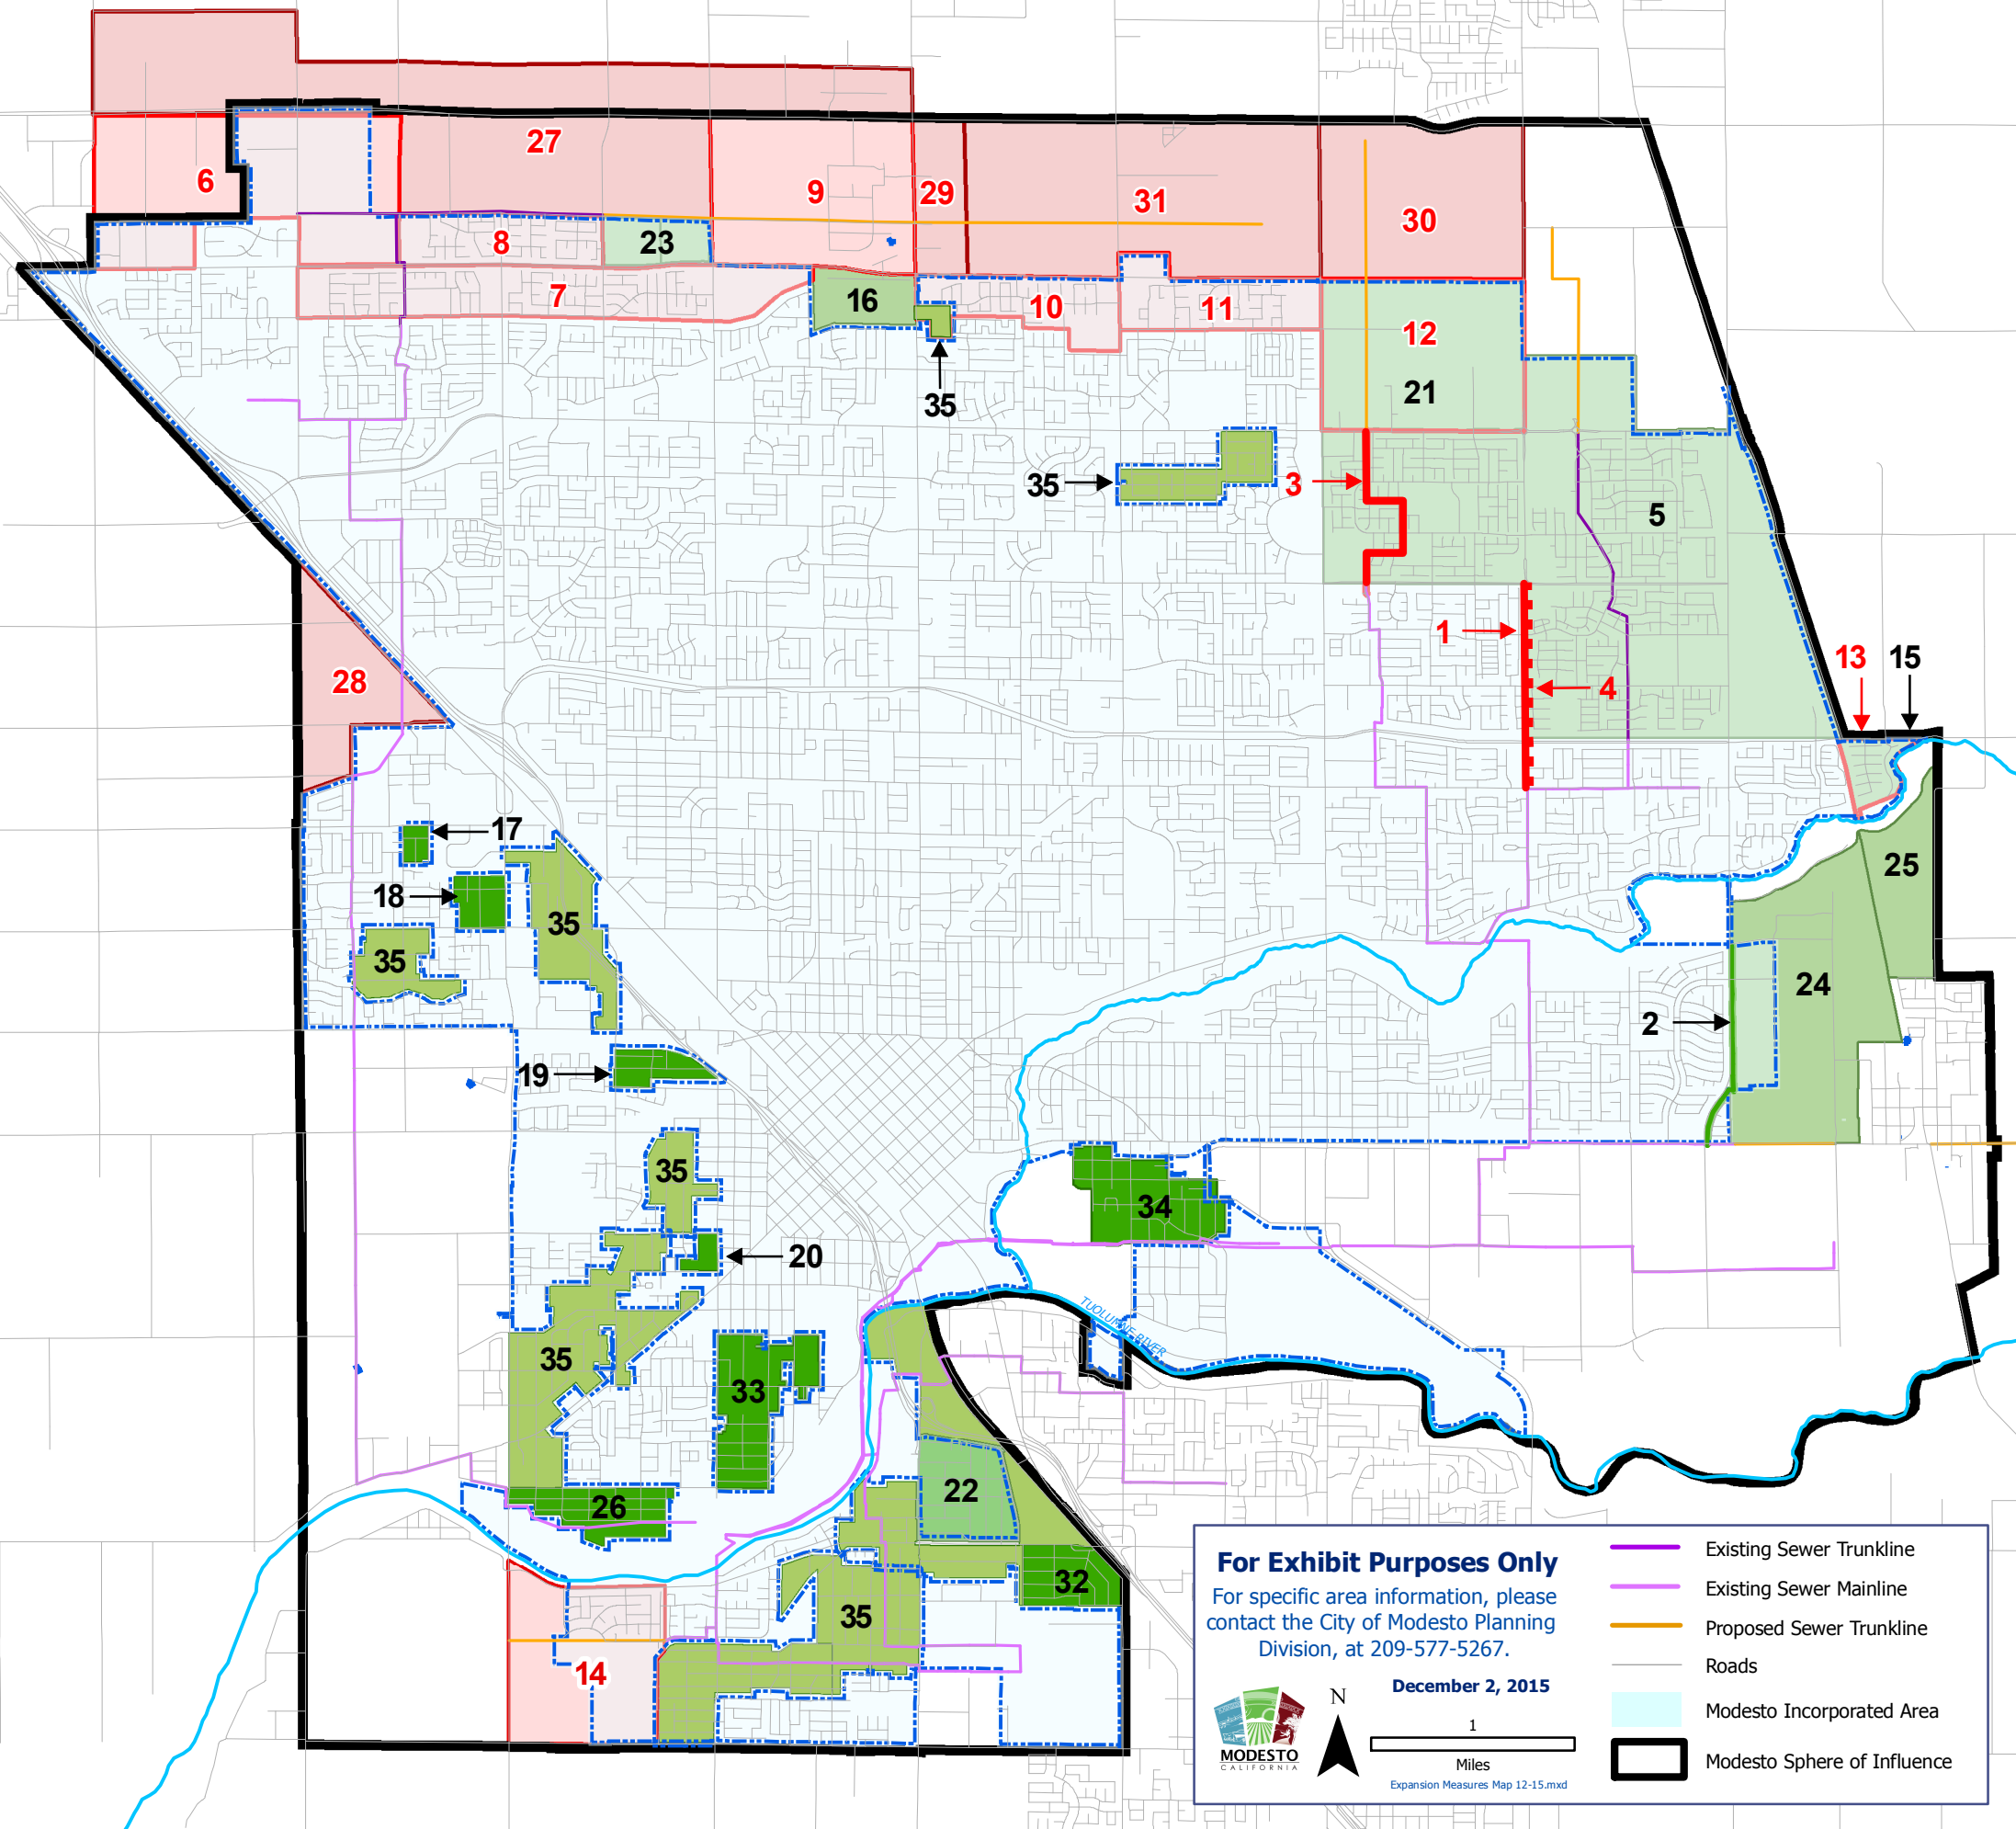 27
6
9
29
31
30
8
23
7
16
10
11
12
35
21
35
3
5
1
4
13
15
28
17
18
35
35
25
24
2
19
35
34
20
TUOLUMNE RIVER
35
33
22
26
32
35
14
For Exhibit Purposes Only
For specific area information, please
contact the City of Modesto Planning
Division, at 209-577-5267.
December 2, 2015
MODESTO
CALIFORNIA
N
1
Miles
Expansion Measures Map 12-15.mxd
Existing Sewer Trunkline
Existing Sewer Mainline
Proposed Sewer Trunkline
Roads
Modesto Incorporated Area
Modesto Sphere of Influence